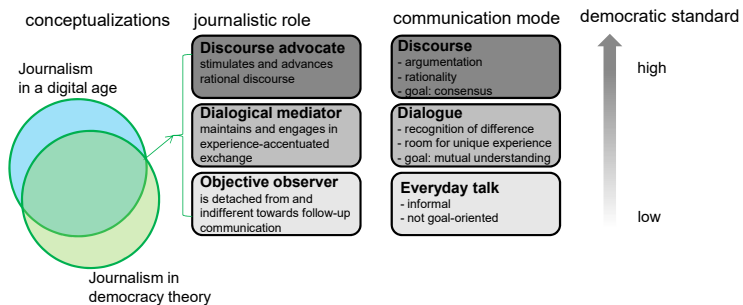 conceptualizations
journalistic role
communication mode
democratic standard
Journalism
in a digital age
Journalism in
democracy theory
Discourse advocate
stimulates and advances
rational discourse
Dialogical mediator
maintains and engages in
experience-accentuated
exchange
Objective observer
is detached from and
indifferent towards follow-up
communication
Discourse
- argumentation
- rationality
- goal: consensus
Dialogue
- recognition of difference
- room for unique experience
- goal: mutual understanding
Everyday talk
- informal
- not goal-oriented
high
low